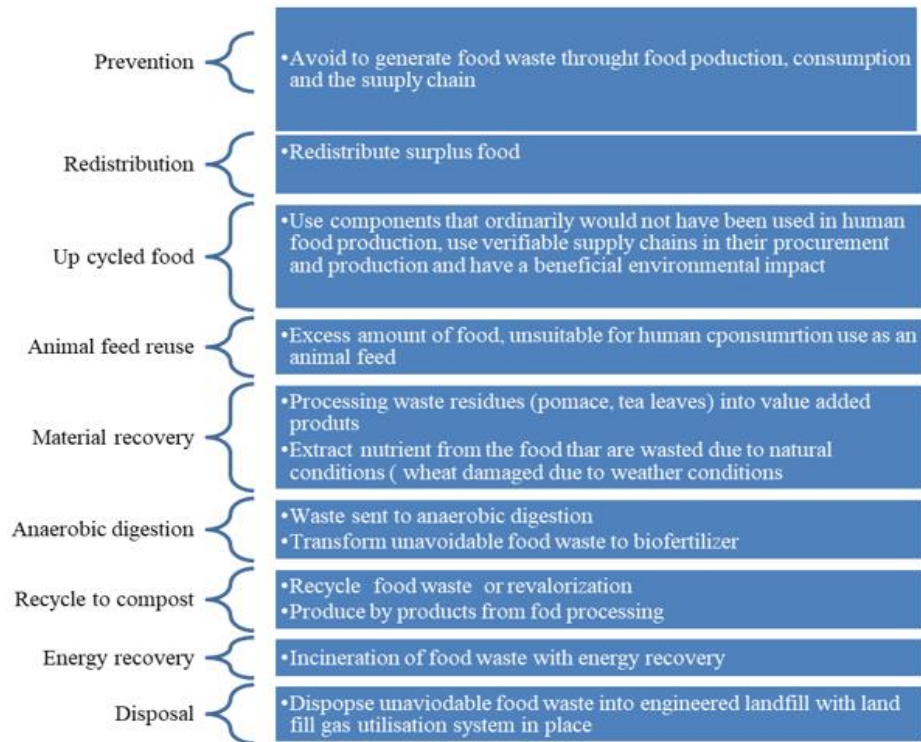 Prevention
•Avoid to generate food waste throught food poduction, consumption
and the suuply chain
Redistribution
•Redistribute surplus food
Up cycled food
•Use components that ordinarily would not have been used in human
food production, use verifiable supply chains in their procurement
and production and have a beneficial environmental impact
Animal feed reuse
•Excess amount of food, unsuitable for human cponsumrtion use as an
animal feed
Material recovery
•Processing waste residues (pomace, tea leaves) into value added
produts
•Extract nutrient from the food thar are wasted due to natural
conditions ( wheat damaged due to weather conditions
Anaerobic digestion
•Waste sent to anaerobic digestion
•Transform unavoidable food waste to biofertilizer
Recycle to compost
•Recycle food waste or revalorization
•Produce by products from fod processing
Energy recovery
•Incineration of food waste with energy recovery
Disposal
•Dispopse unaviodable food waste into engineered landfill with land
fill gas utilisation system in place